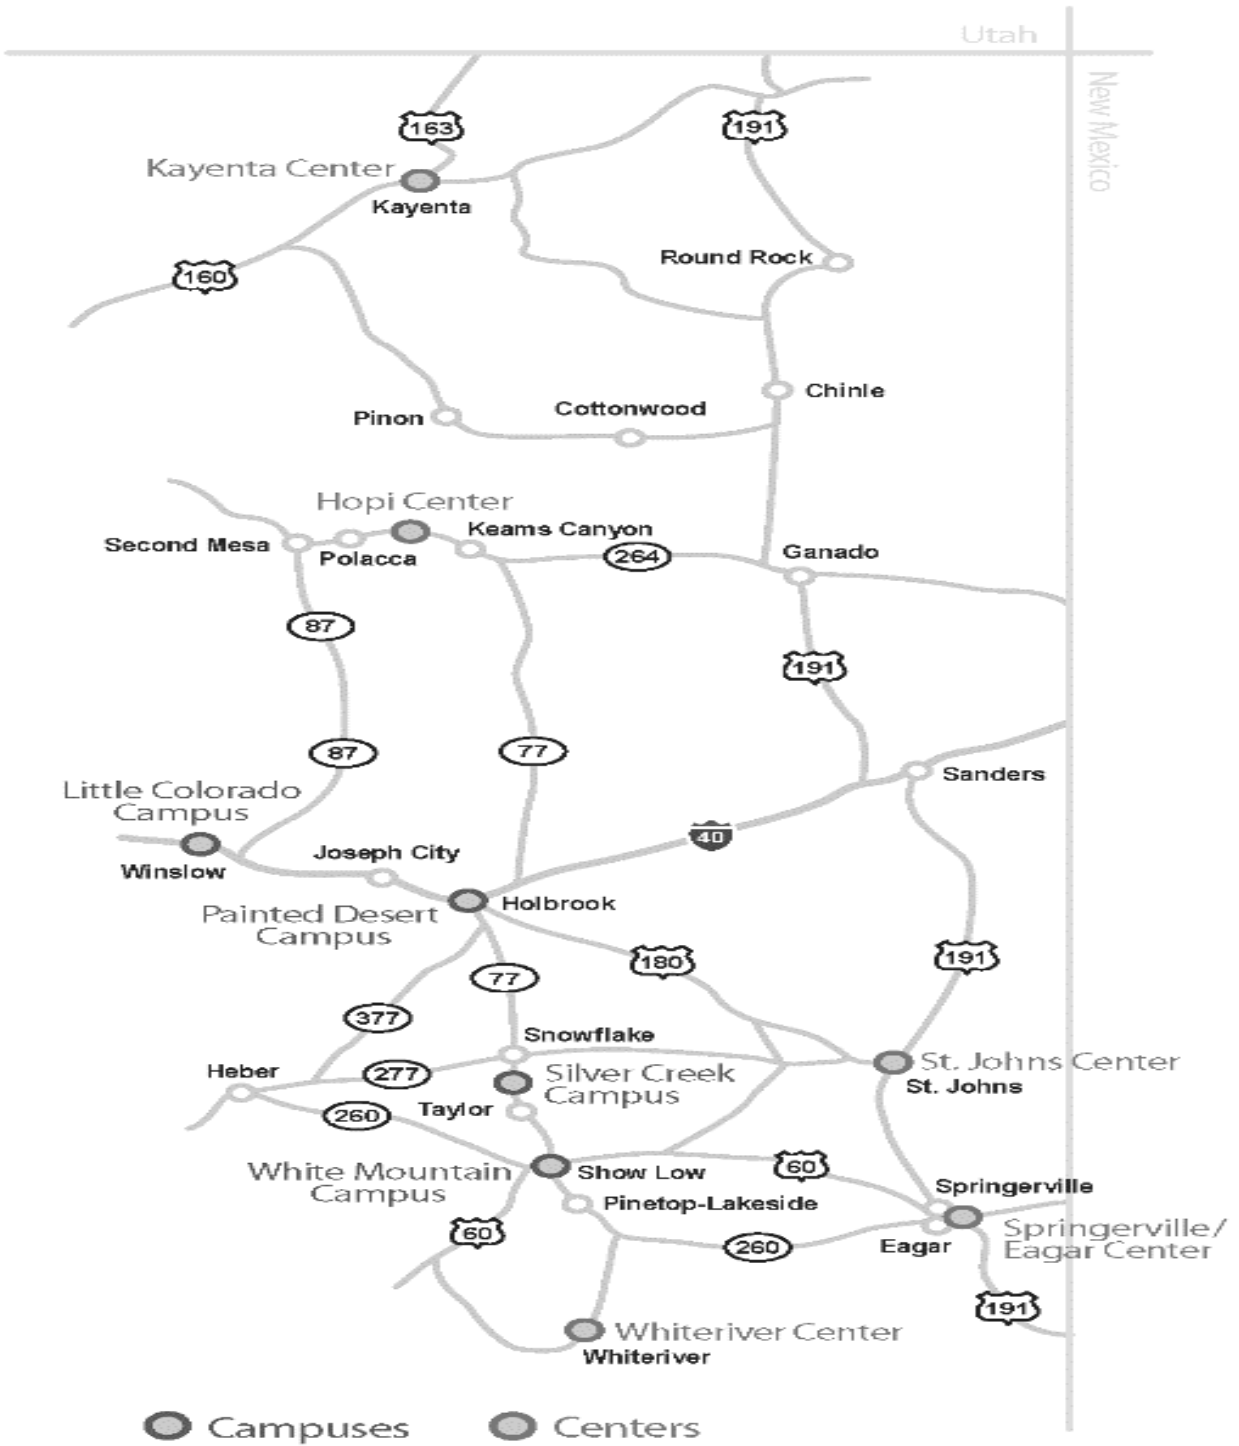 Utah
New Mexico
163
191
Kayenta Center
Kayenta
Round Rock
160
Chinle
Cottonwood
Pinon
Hopi Center
Keams Canyon
Second Mesa
Polacca
264
Ganado
87
191
87
77
Sanders
Little Colorado
Campus
40
Joseph City
Winslow
Holbrook
Painted Desert
Campus
180
191
77
377
Snowflake
Heber
277
Silver Creek
Campus
St. Johns Center
St. Johns
260
Taylor
White Mountain
Campus
Show Low
60
Springerville
Pinetop-Lakeside
60
260
Eagar
Springerville/
Eagar Center
191
Whiteriver Center
Whiteriver
Campuses
Centers